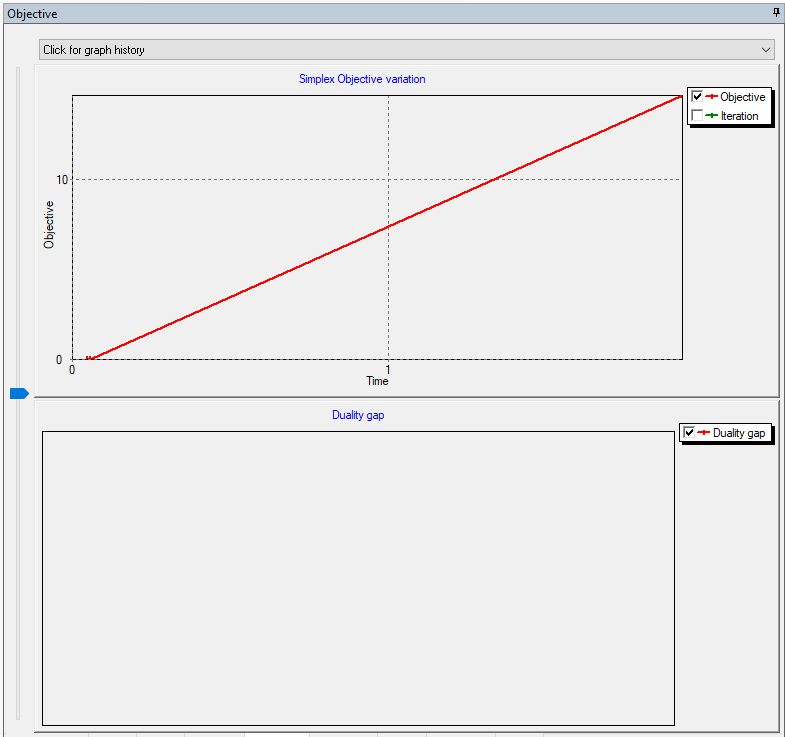 Objective
Click for graph history
Simplex Objective variation
Objective
Iteration
10
Objective
0
0
1
Time
Duality gap
Duality gap